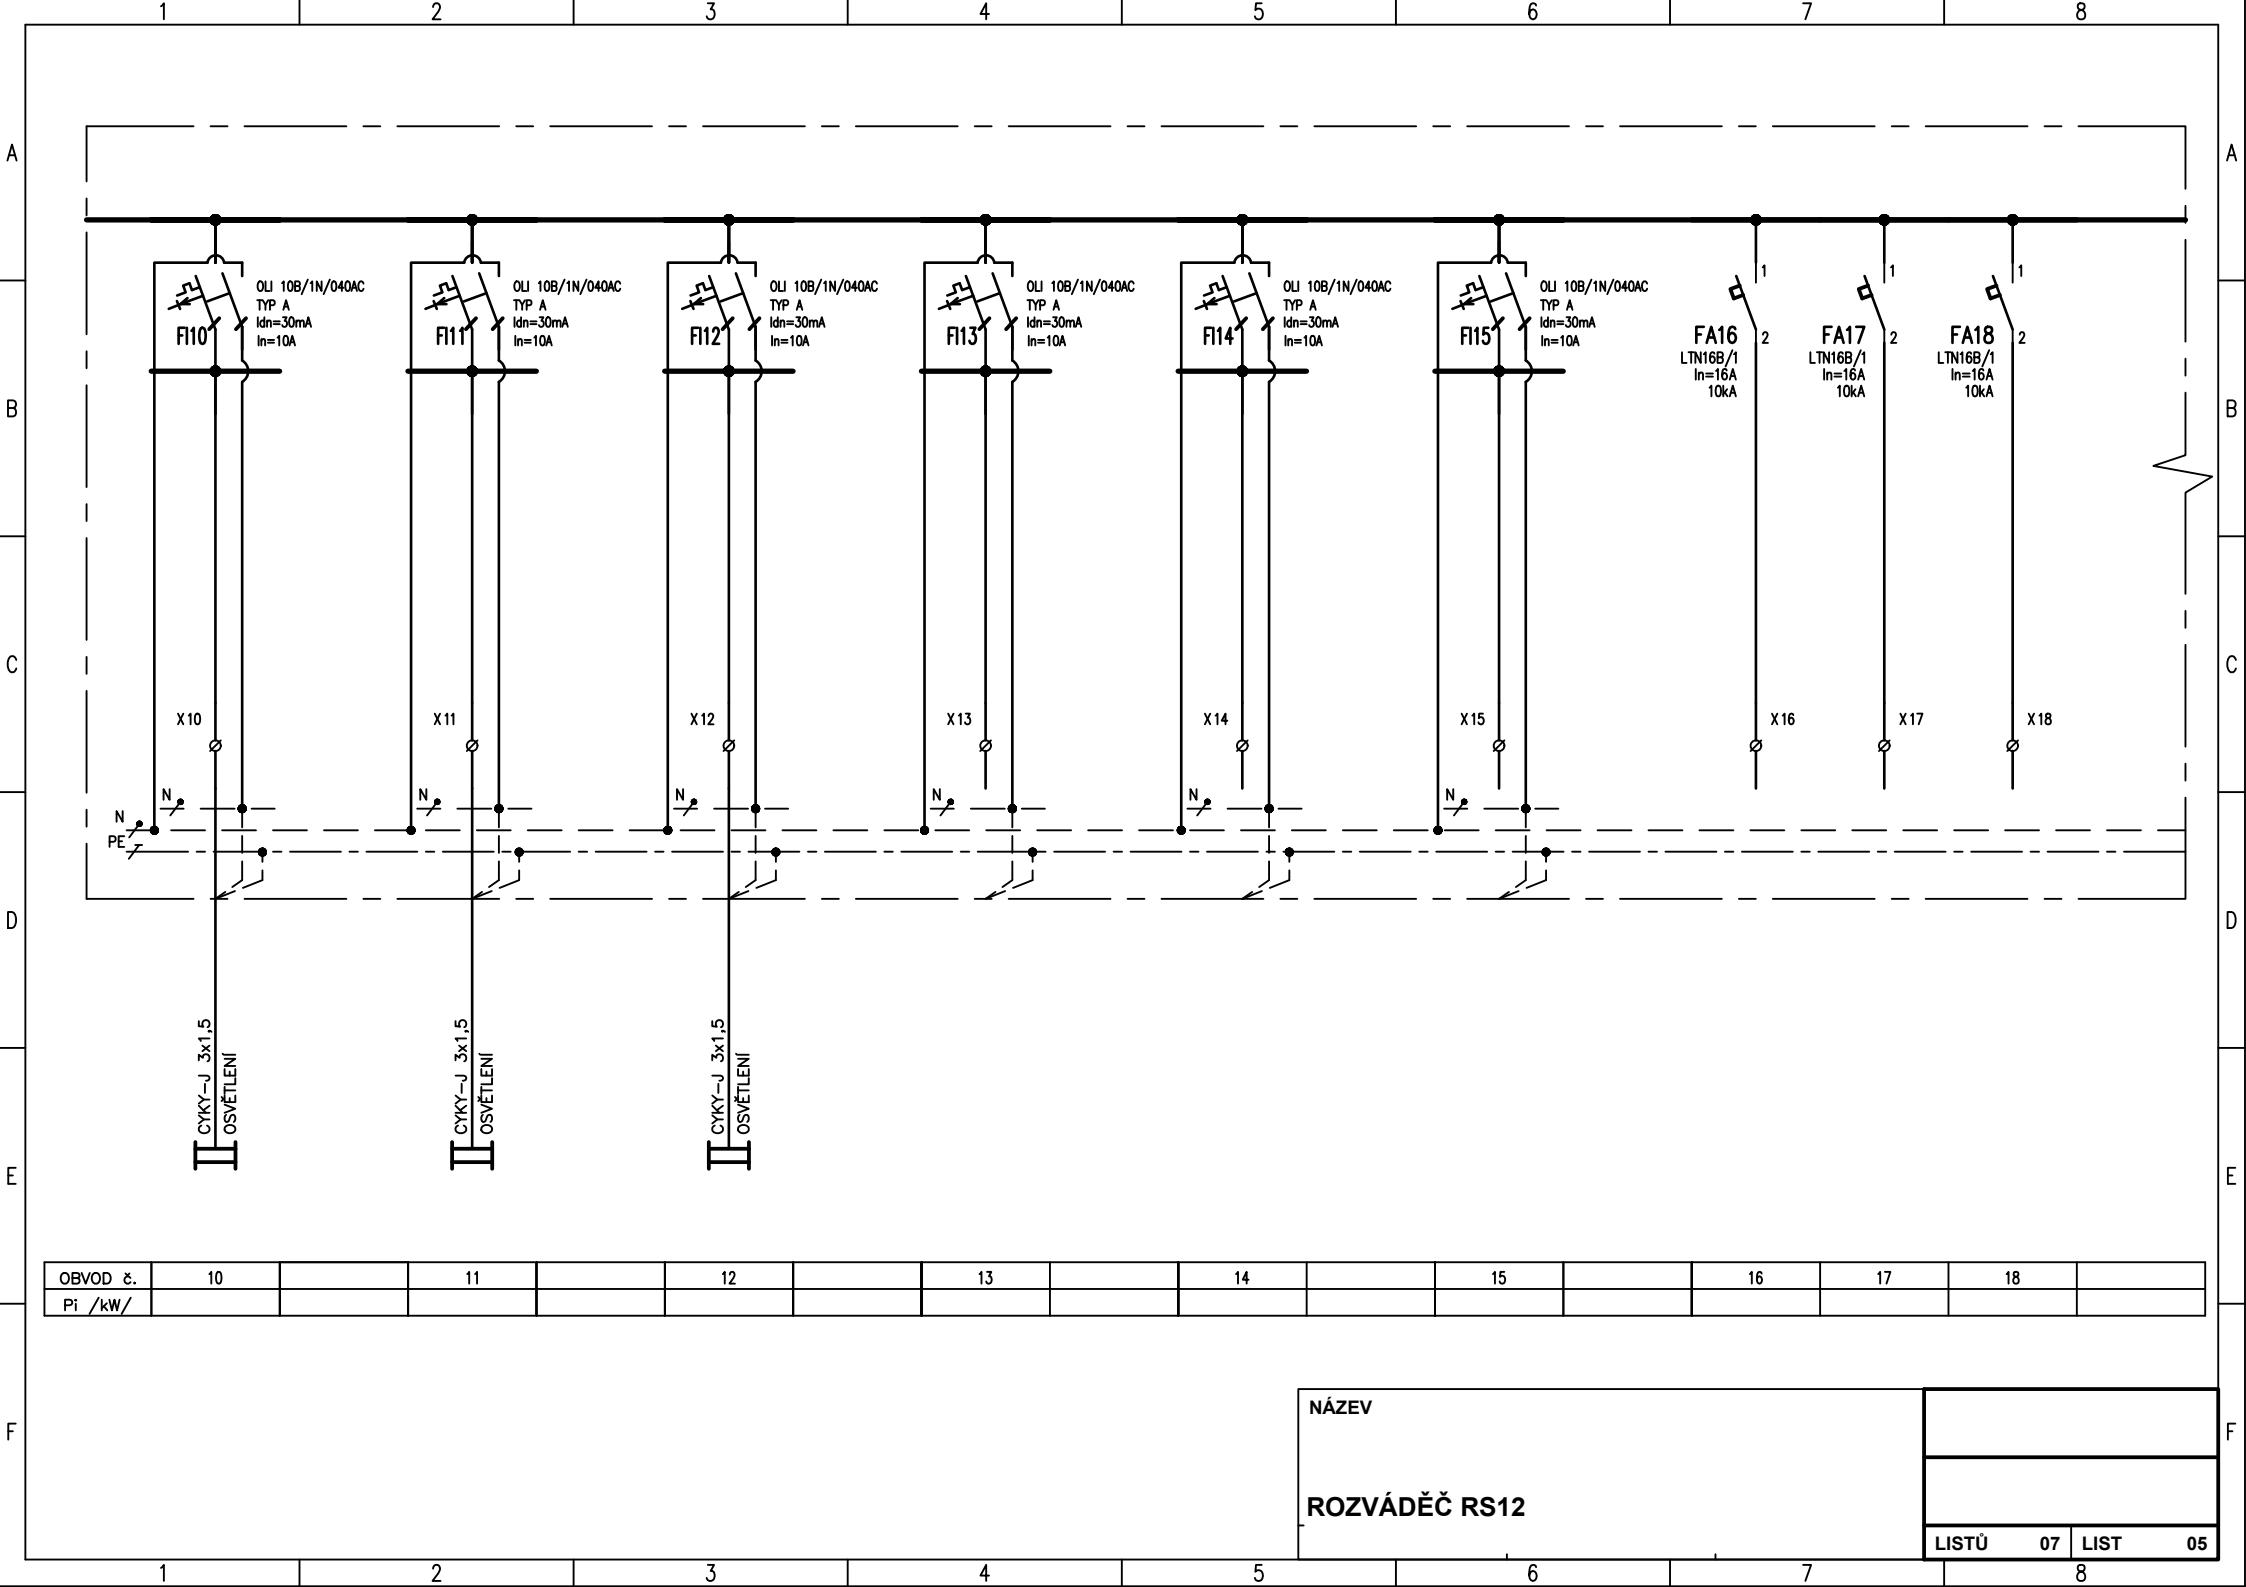 1 2 3 4 5 6 7 8
A A
OLI 10B/1N/040AC
TYP A
Idn=30mA
In=10A
FI10
OLI 10B/1N/040AC
TYP A
Idn=30mA
In=10A
FI11
OLI 10B/1N/040AC
TYP A
Idn=30mA
In=10A
FI12
OLI 10B/1N/040AC
TYP A
Idn=30mA
In=10A
FI13
OLI 10B/1N/040AC
TYP A
Idn=30mA
In=10A
FI14
OLI 10B/1N/040AC
TYP A
Idn=30mA
In=10A
FI15
1
FA16 2
LTN16B/1
In=16A
10kA
1
FA17 2
LTN16B/1
In=16A
10kA
1
FA18 2
LTN16B/1
In=16A
10kA
B B
C C
X10 X11 X12 X13 X14 X15 X16 X17 X18
N N N N N N
N
PE
D D
CYKY-J 3x1,5
OSVĚTLENÍ
CYKY-J 3x1,5
OSVĚTLENÍ
CYKY-J 3x1,5
OSVĚTLENÍ
E E
OBVOD č. 10 11 12 13 14 15 16 17 18
Pi /kW/
F F
NÁZEV
ROZVÁDĚČ RS12
LISTŮ 07 LIST 05
1 2 3 4 5 6 7 8